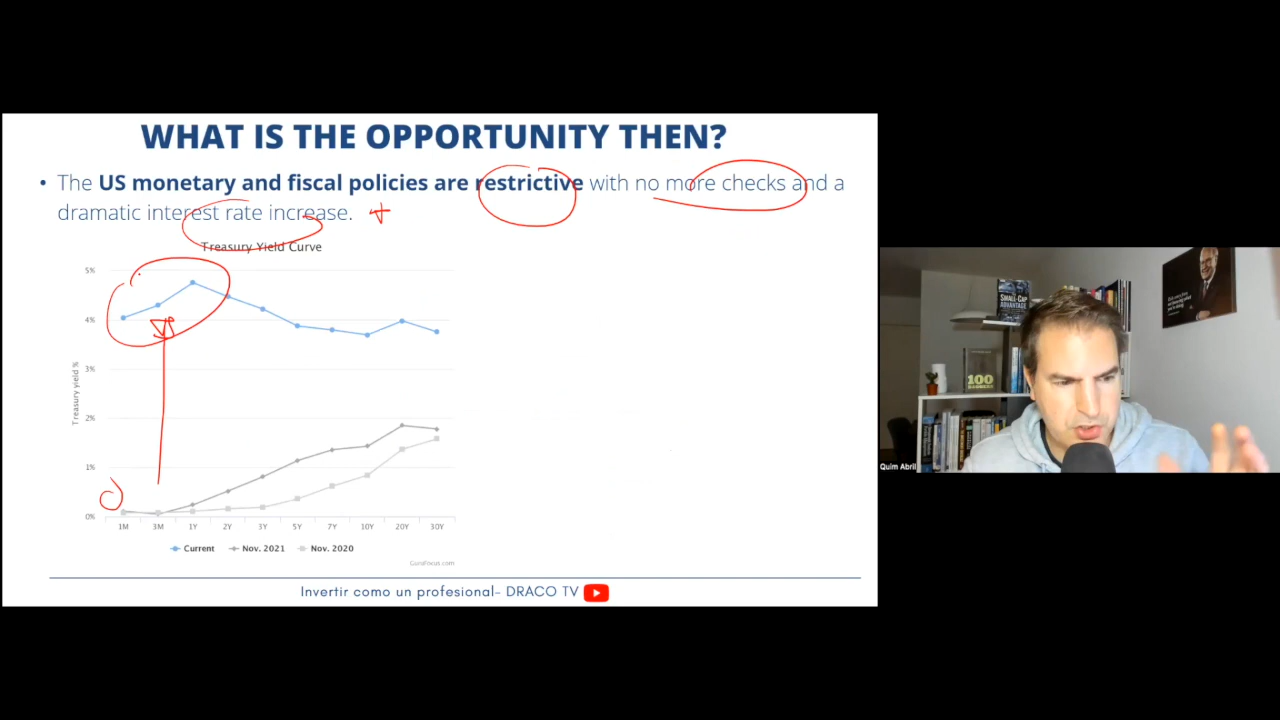 WHAT IS THE OPPORTUNITY THEN?
• The US monetary and fiscal policies are restrictive with no more checks and a
dramatic interest rate increase. +
Treasury Yield Curve
5%
4%
3%
2%
1%
0%
Treasury yield %
1M 3M 1Y 2Y 3Y 5Y 7Y 10Y 20Y 30Y
Current Nov. 2021 Nov. 2020
GuruFocus.com
Invertir como un profesional- DRACO TV
SMALL-CAP
ADVANTAGE
100
Quim Abril